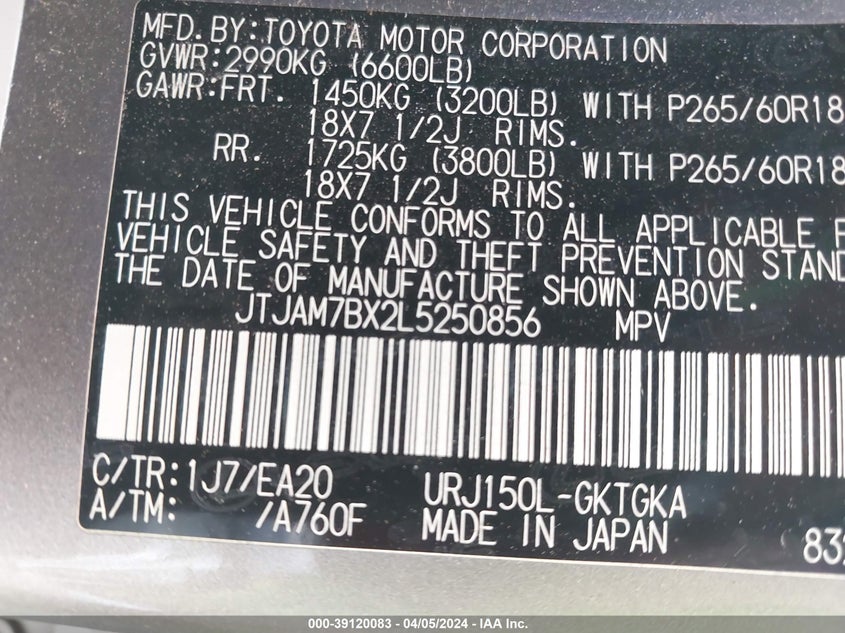 MFD.BY:TOYOTA MOTOR CORPORATION
GVWR:2990KG (6600LB)
GAWR:FRT. 1450KG (3200LB) WITH P265/60R18
18X7 1/2J RIMS.
RR. 1725KG (3800LB) WITH P265/60R18
18X7 1/2J RIMS.
THIS VEHICLE CONFORMS TO ALL APPLICABLE
VEHICLE SAFETY AND THEFT PREVENTION STAND
THE DATE OF MANUFACTURE SHOWN ABOVE.
JTJAM7BX2L5250856 MPV
C/TR:1J7/EA20 URJ150L-GKTGKA
A/TM: /A760F MADE IN JAPAN 83
000-39120083 - 04/05/2024 - IAA Inc.